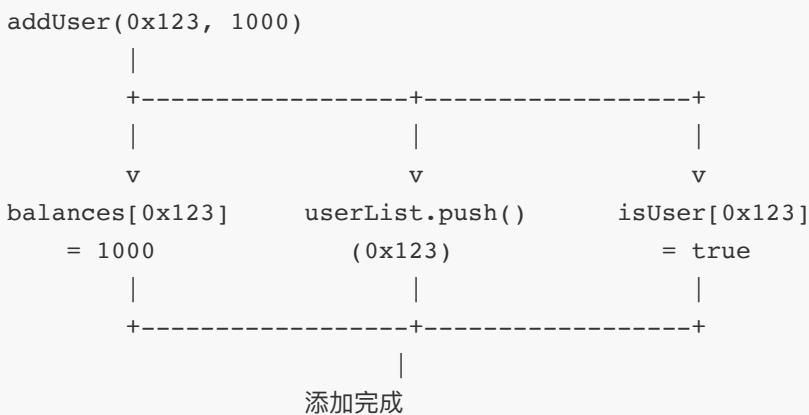 addUser(0x123, 1000)
|
+------------------+------------------+
| | |
v v v
balances[0x123] userList.push() isUser[0x123]
= 1000 (0x123) = true
| | |
+------------------+------------------+
|
添加完成